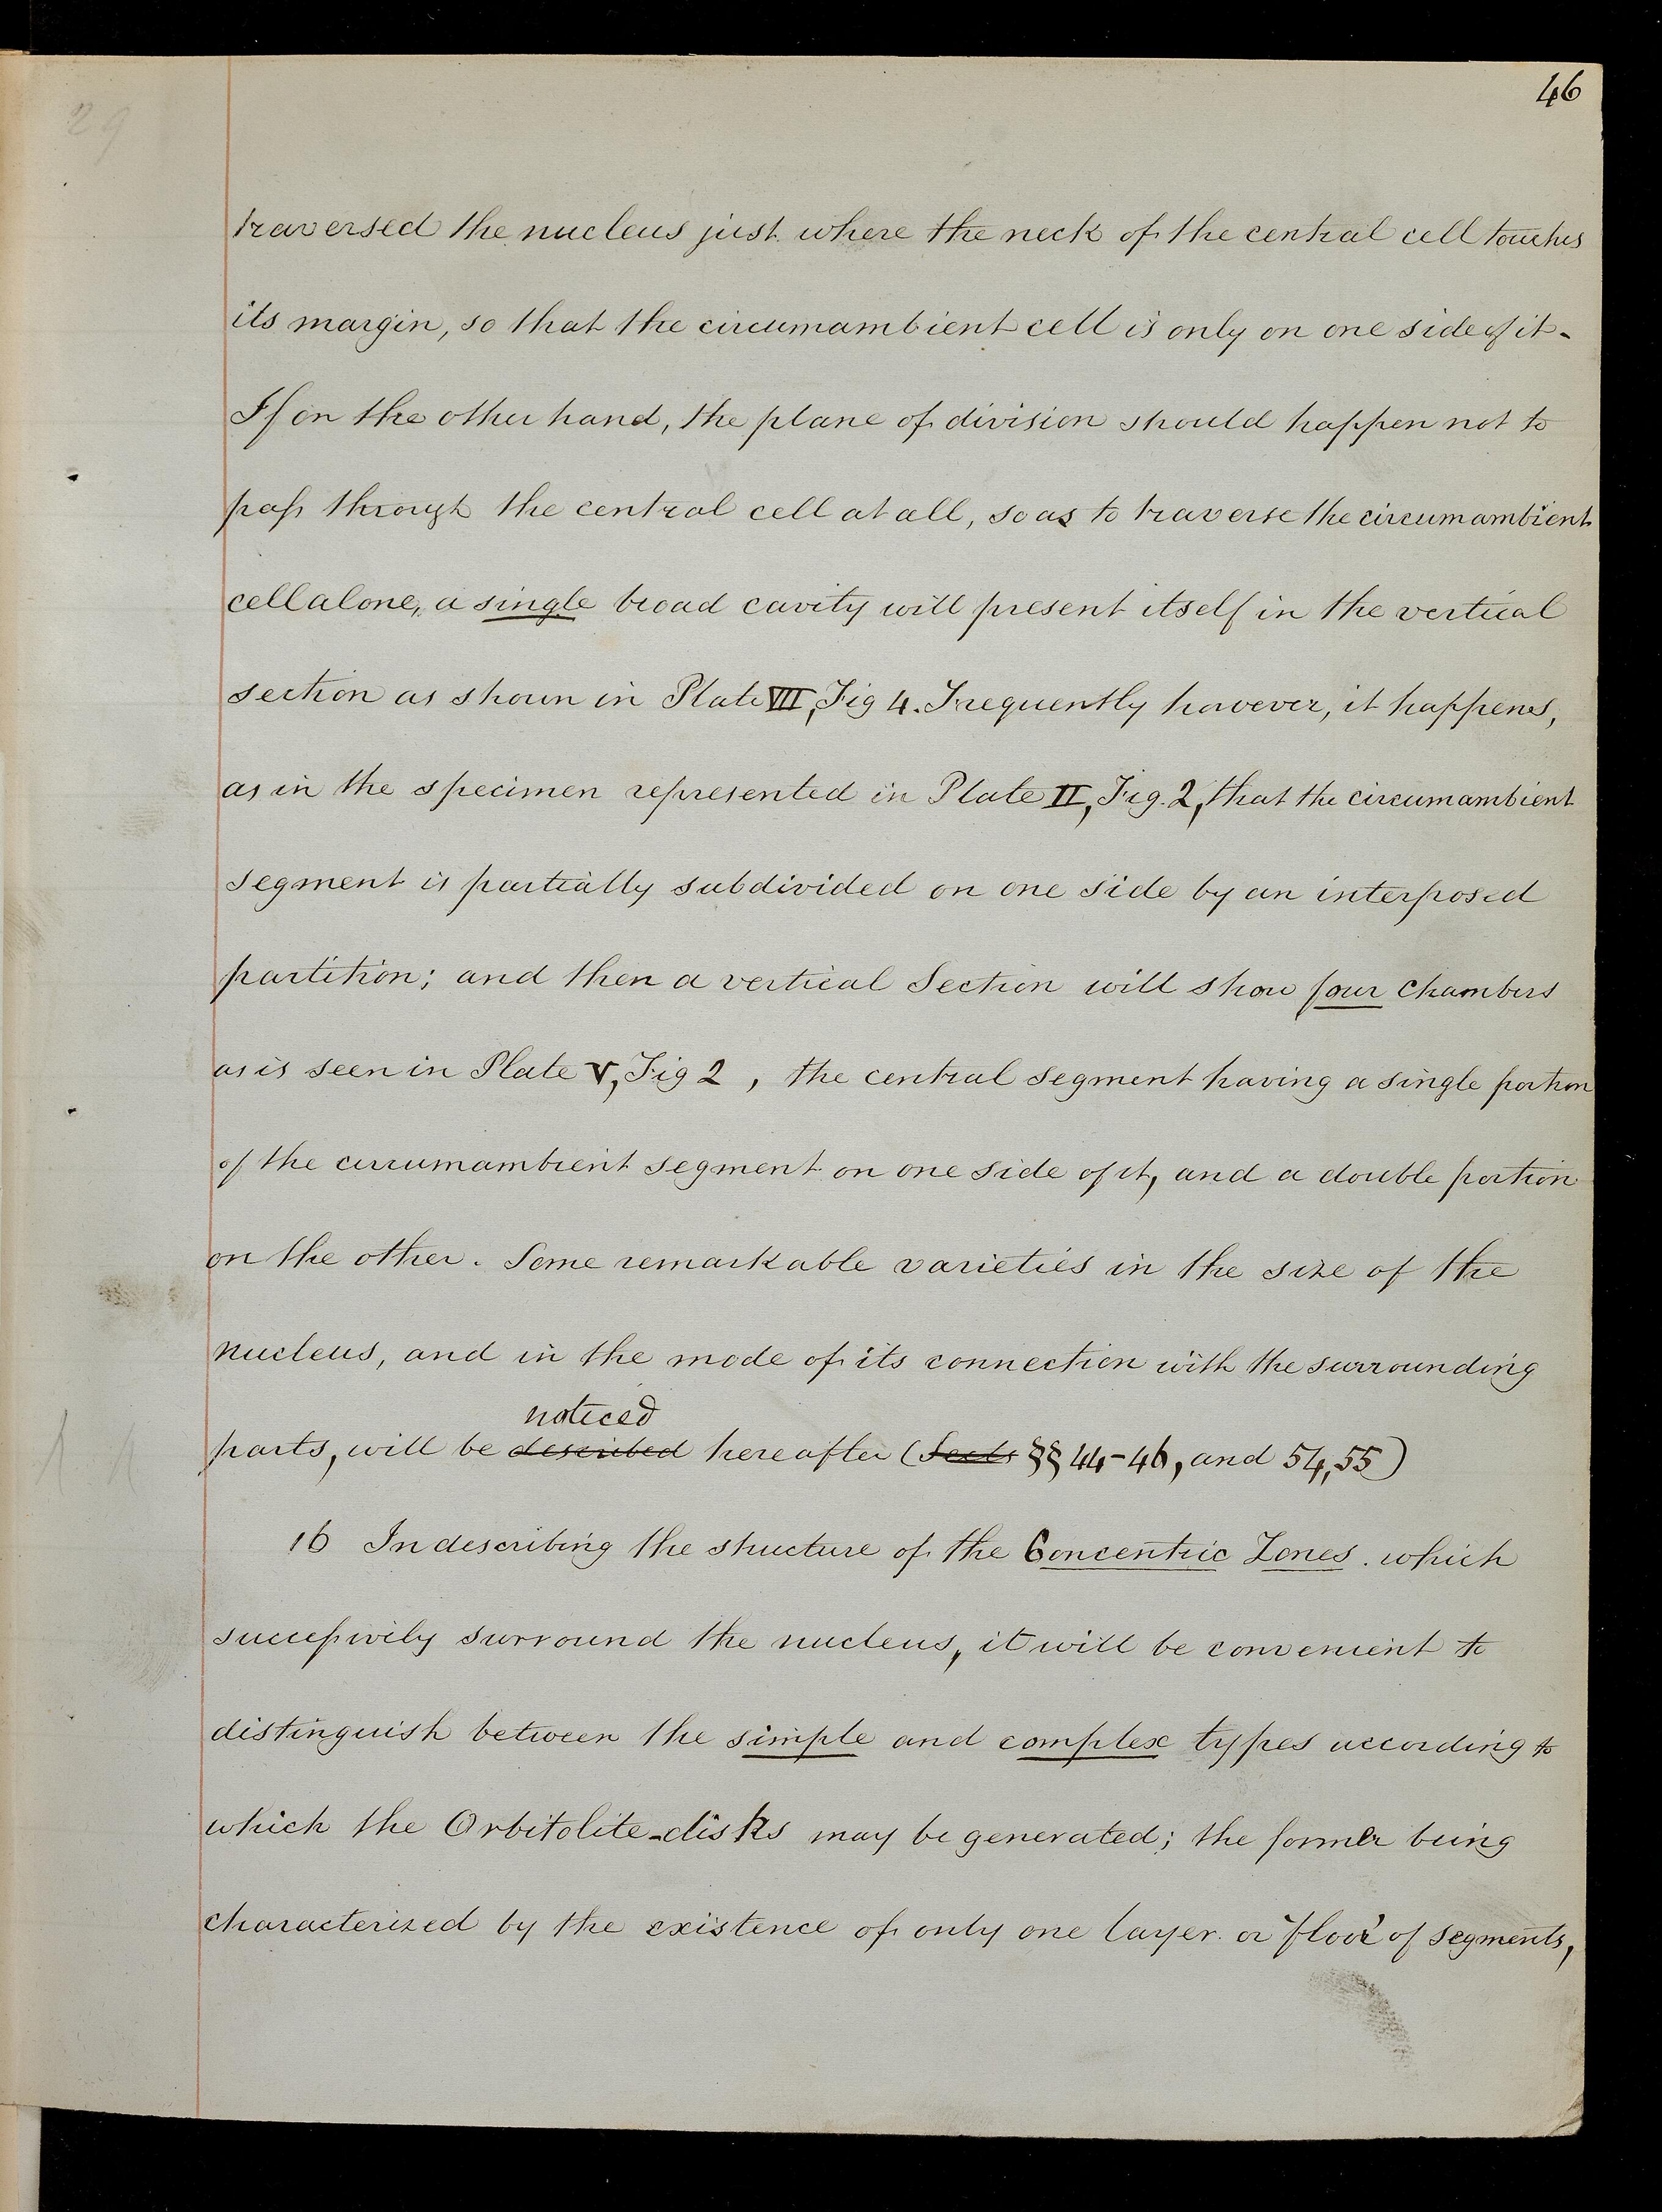 46
29
traversed the nucleus just where the neck of the central cell touches
its margin, so that the circumambient cell is only on one side of it -
If on the other hand, the plane of division should happen not to
pass through the central cell at all, so as to traverse the circumambient
cell alone, a single broad cavity will present itself in the vertical
section as shown in Plate VII, Fig 4. Frequently however, it happens,
as in the specimen represented in Plate II, Fig. 2, that the circumambient
segment is partially subdivided on one side by an interposed
partition; and then a vertical Section will show four chambers
as is seen in Plate V, Fig 2 , the central segment having a single portion
of the circumambient segment on one side of it, and a double portion
on the other. Some remarkable varieties in the size of the
nucleus, and in the mode of its connection with the surrounding
noticed
parts, will be described hereafter (Sects §§ 44-46, and 54, 55)
16 In describing the structure of the Concentric Zones. which
successively surround the nucleus, it will be convenient to
distinguish between the simple and complex types according to
which the Orbitolite-disks may be generated; the former being
characterized by the existence of only one layer or "floor" of segments,